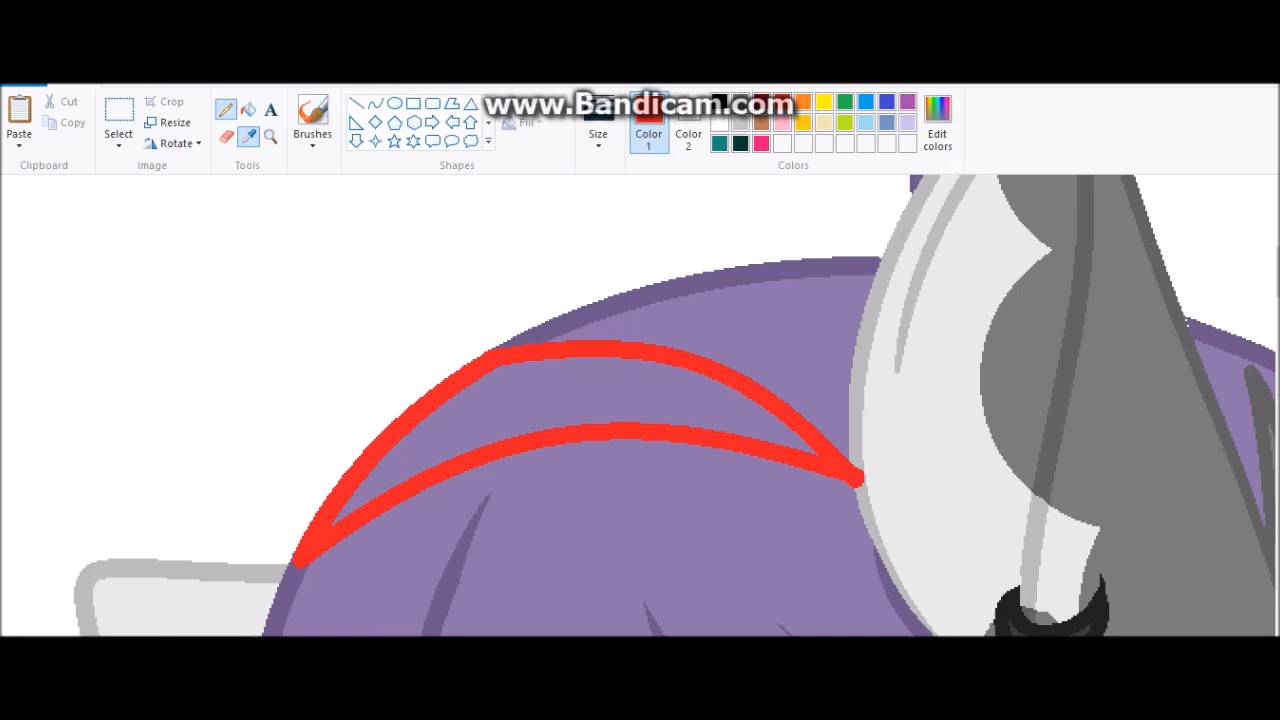 www.Bandicam.com
Cut
Copy
Paste
Clipboard
Select
Crop
Resize
Rotate
Image
A
Tools
Brushes
Fill
Shapes
Size
Color
1
Color
2
Edit
colors
Colors